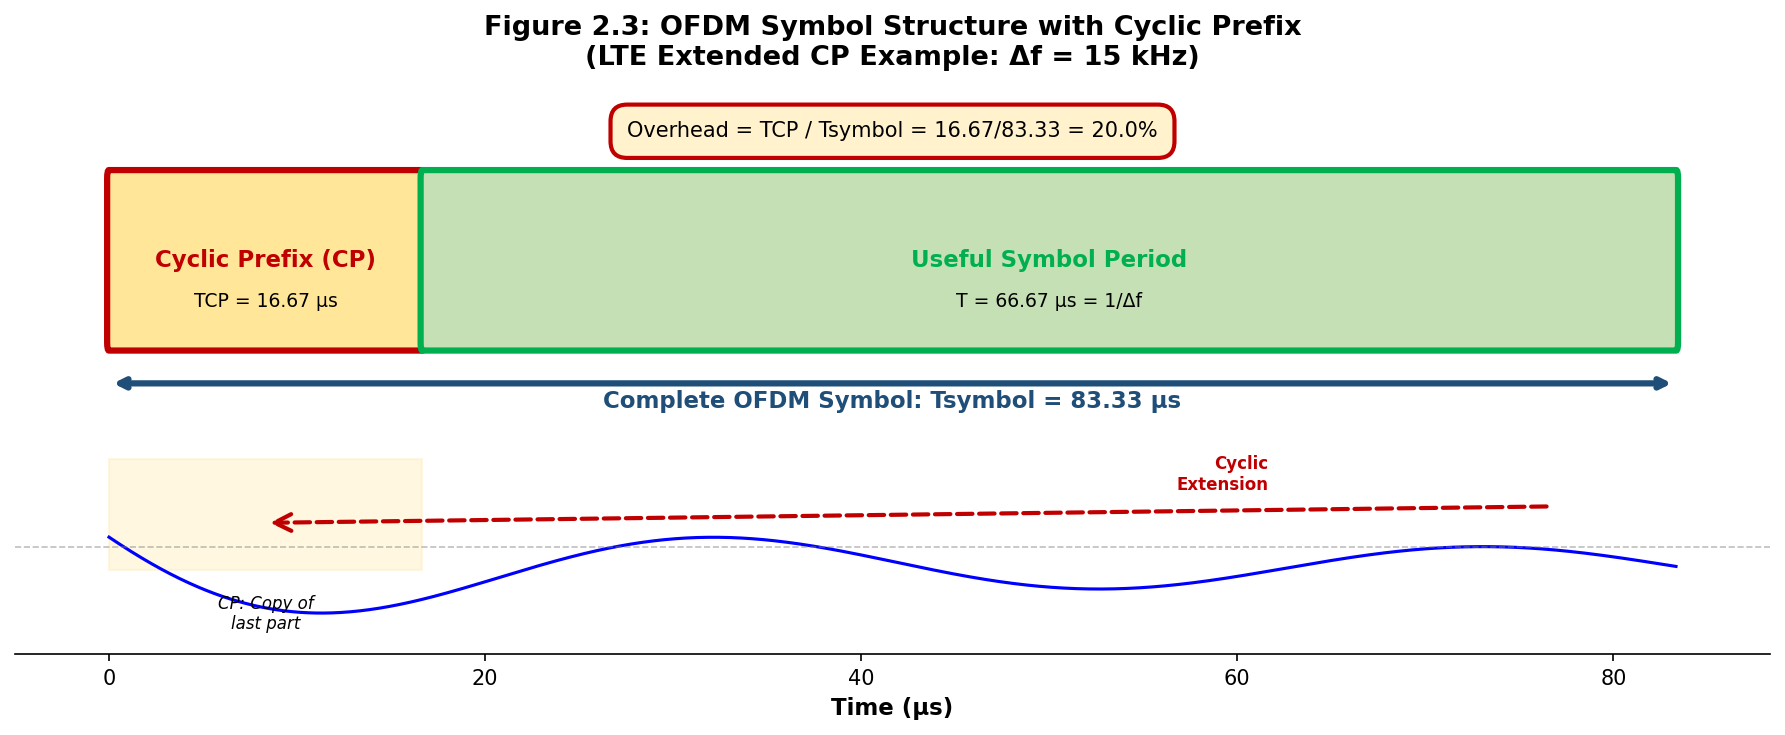 Figure 2.3: OFDM Symbol Structure with Cyclic Prefix
(LTE Extended CP Example: Δf = 15 kHz)
Overhead = TCP / Tsymbol = 16.67/83.33 = 20.0%
Cyclic Prefix (CP)
TCP = 16.67 μs
Useful Symbol Period
T = 66.67 μs = 1/Δf
Complete OFDM Symbol: Tsymbol = 83.33 μs
Cyclic
Extension
CP: Copy of
last part
0 20 40 60 80
Time (μs)